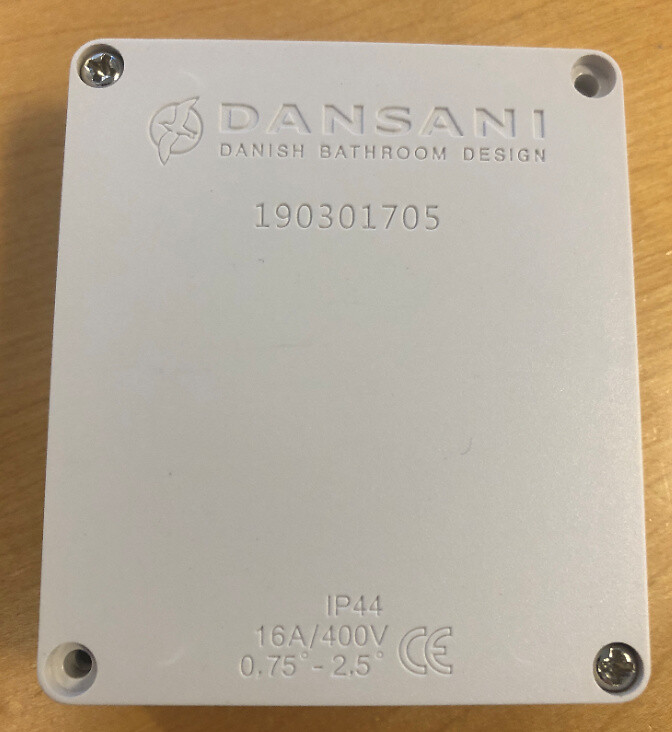 DANSANI
DANISH BATHROOM DESIGN
190301705
IP44
16A/400V
0,75°- 2,5° CE